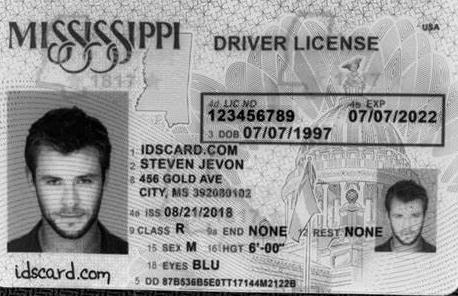 MISSISSIPPI
DRIVER LICENSE
USA
4d. LIC NO
4b EXP
123456789
07/07/2022
3 DOB 07/07/1997
1 IDSCARD.COM
2 STEVEN JEVON
8 456 GOLD AVE
CITY, MS 392080102
4a ISS 08/21/2018
9 CLASS R 9a END NONE 12 REST NONE
15 SEX M 16 HGT 6'-00"
18 EYES BLU
idscard.com
5 DD 87B536B5E0TT17144M2122B